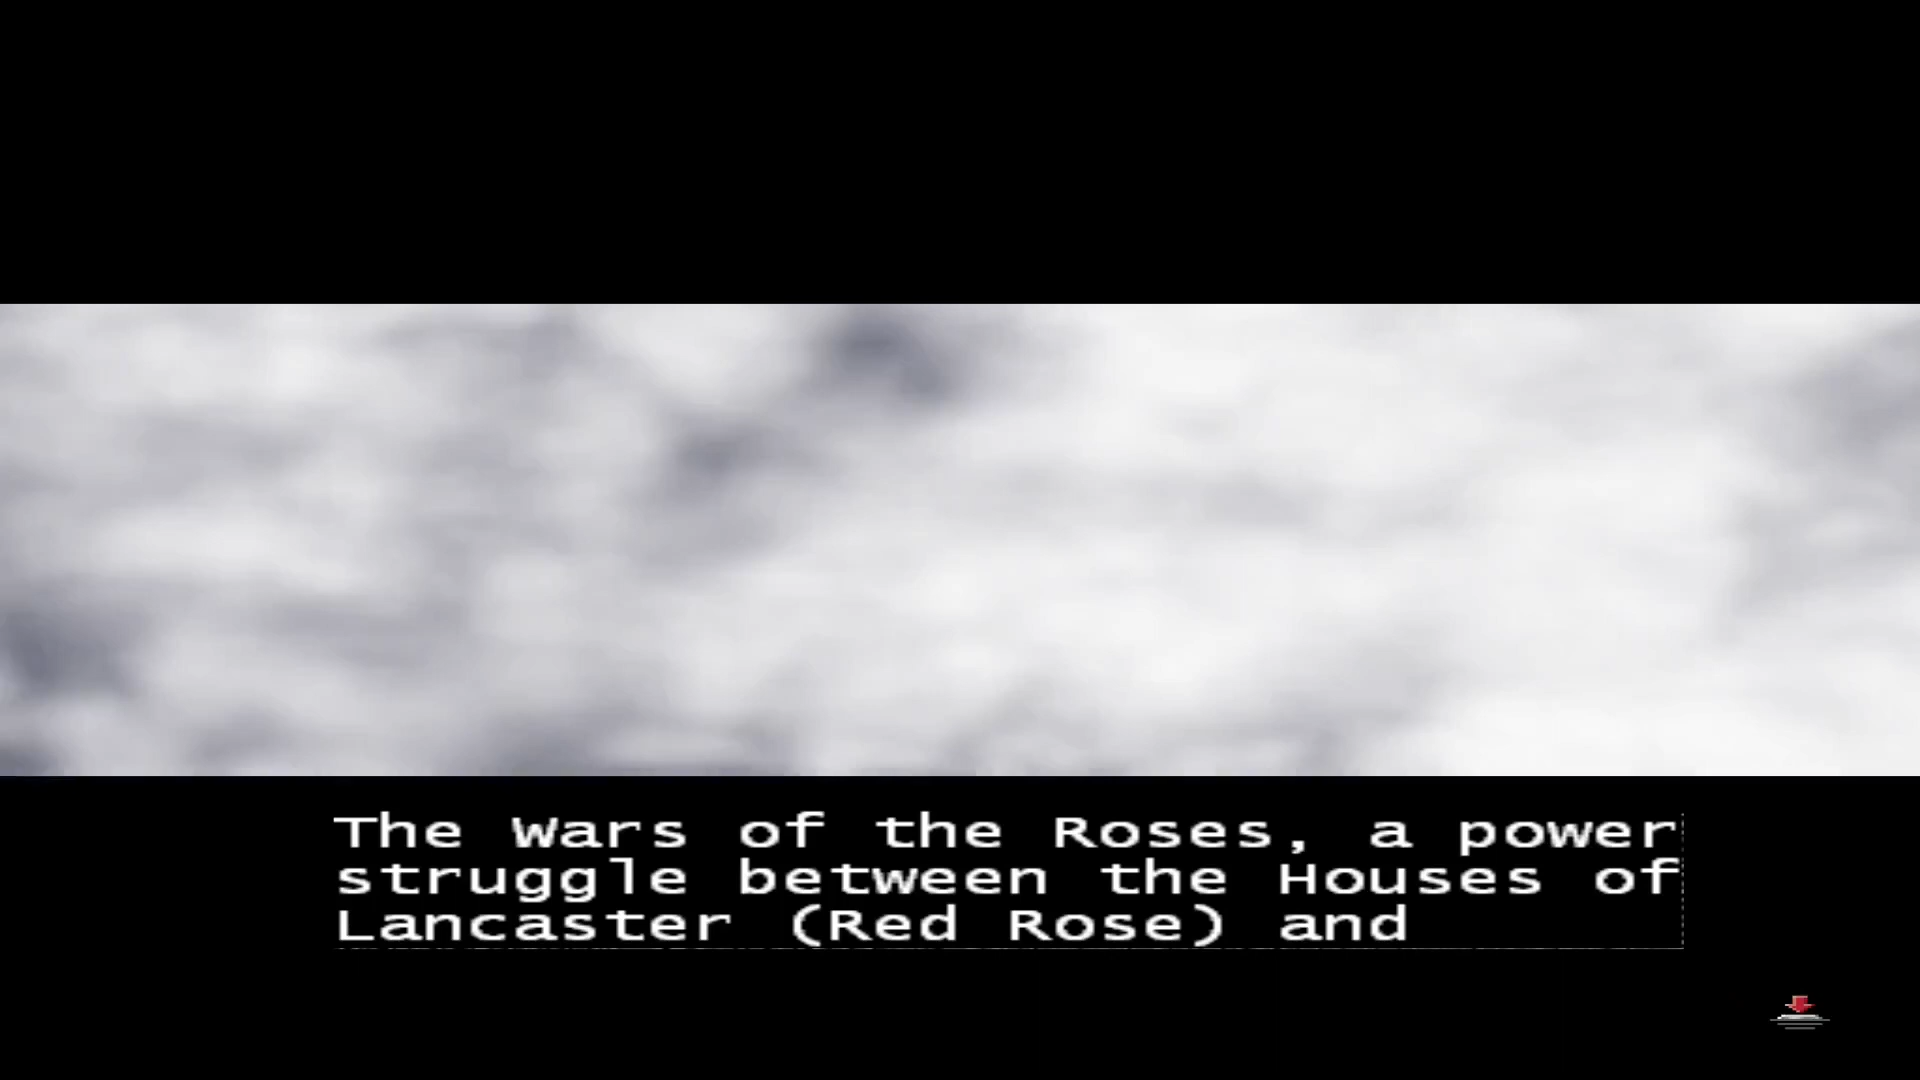 The Wars of the Roses, a power
struggle between the Houses of
Lancaster (Red Rose) and